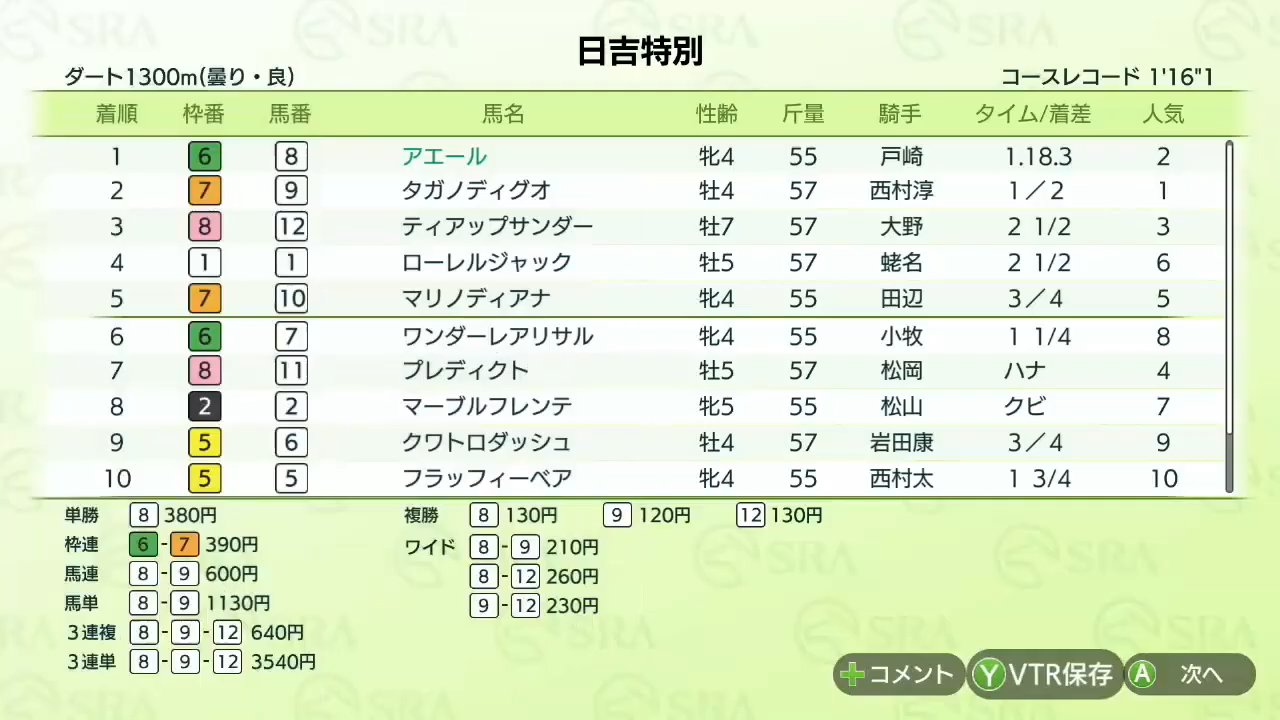 日吉特別
ダート1300m(曇り・良) コースレコード 1'16"1
着順 枠番 馬番 馬名 性齢 斤量 騎手 タイム/着差 人気
1 6 8 アエール 牝4 55 戸崎 1.18.3 2
2 7 9 タガノディグオ 牡4 57 西村淳 1／2 1
3 8 12 ティアップサンダー 牡7 57 大野 2 1/2 3
4 1 1 ローレルジャック 牡5 57 蛯名 2 1/2 6
5 7 10 マリノディアナ 牝4 55 田辺 3／4 5
6 6 7 ワンダーレアリサル 牝4 55 小牧 1 1/4 8
7 8 11 プレディクト 牡5 57 松岡 ハナ 4
8 2 2 マーブルフレンテ 牝5 55 松山 クビ 7
9 5 6 クワトロダッシュ 牡4 57 岩田康 3／4 9
10 5 5 フラッフィーベア 牝4 55 西村太 1 3/4 10
単勝 8 380円 複勝 8 130円 9 120円 12 130円
枠連 6-7 390円 ワイド 8-9 210円
馬連 8-9 600円 8-12 260円
馬単 8-9 1130円 9-12 230円
3連複 8-9-12 640円
3連単 8-9-12 3540円
コメント Y VTR保存 A 次へ
SRA